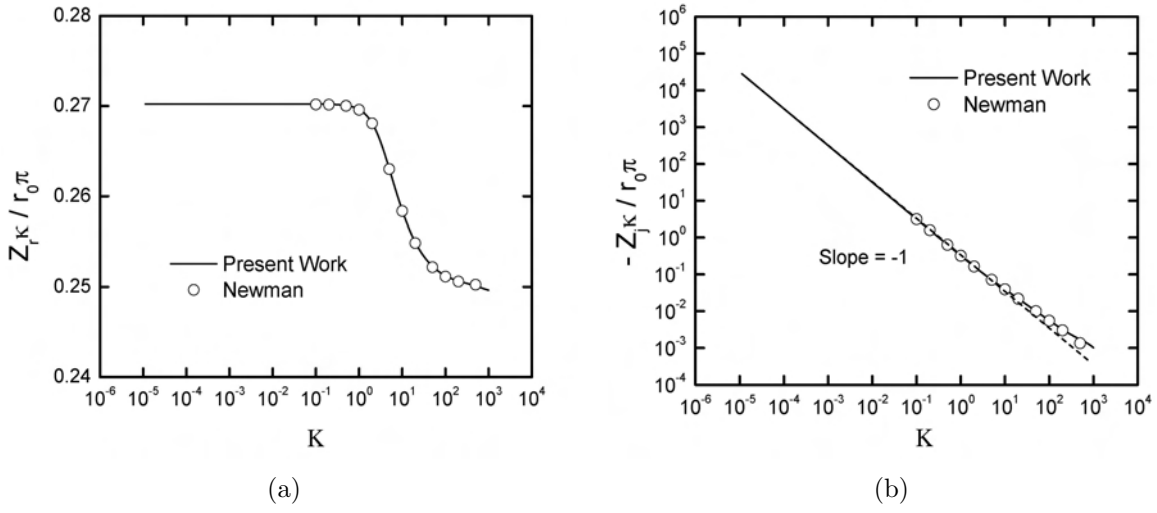 0.28
0.27
0.26
0.25
0.24
Z_r κ / r_0 π
Present Work
Newman
10^-6 10^-5 10^-4 10^-3 10^-2 10^-1 10^0 10^1 10^2 10^3 10^4
K
(a)
10^6
10^5
10^4
10^3
10^2
10^1
10^0
10^-1
10^-2
10^-3
10^-4
- Z_j κ / r_0 π
Present Work
Newman
Slope = -1
10^-6 10^-5 10^-4 10^-3 10^-2 10^-1 10^0 10^1 10^2 10^3 10^4
K
(b)